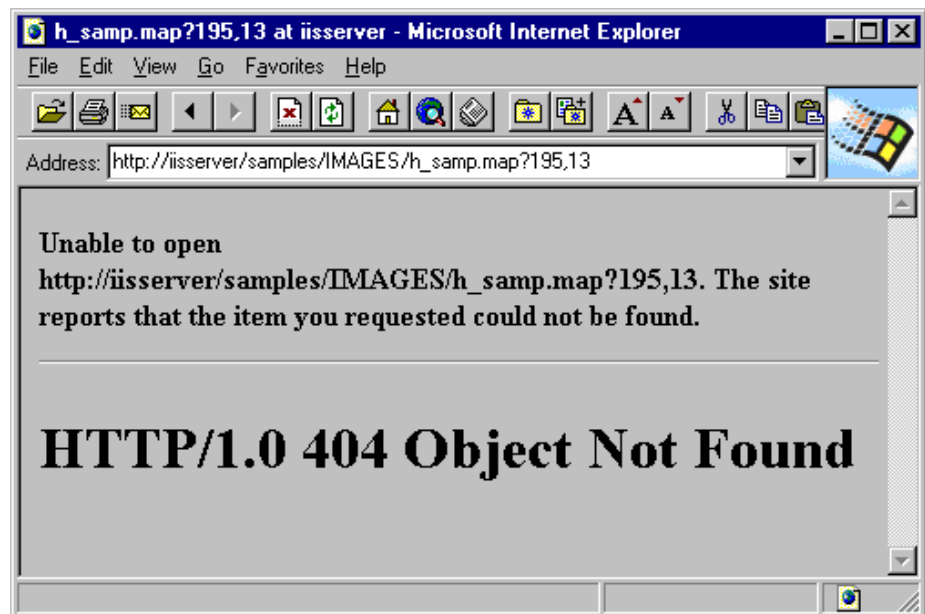 h_samp.map?195,13 at iisserver - Microsoft Internet Explorer
File Edit View Go Favorites Help
A A
Address: http://iisserver/samples/IMAGES/h_samp.map?195,13
Unable to open
http://iisserver/samples/IMAGES/h_samp.map?195,13. The site
reports that the item you requested could not be found.
HTTP/1.0 404 Object Not Found